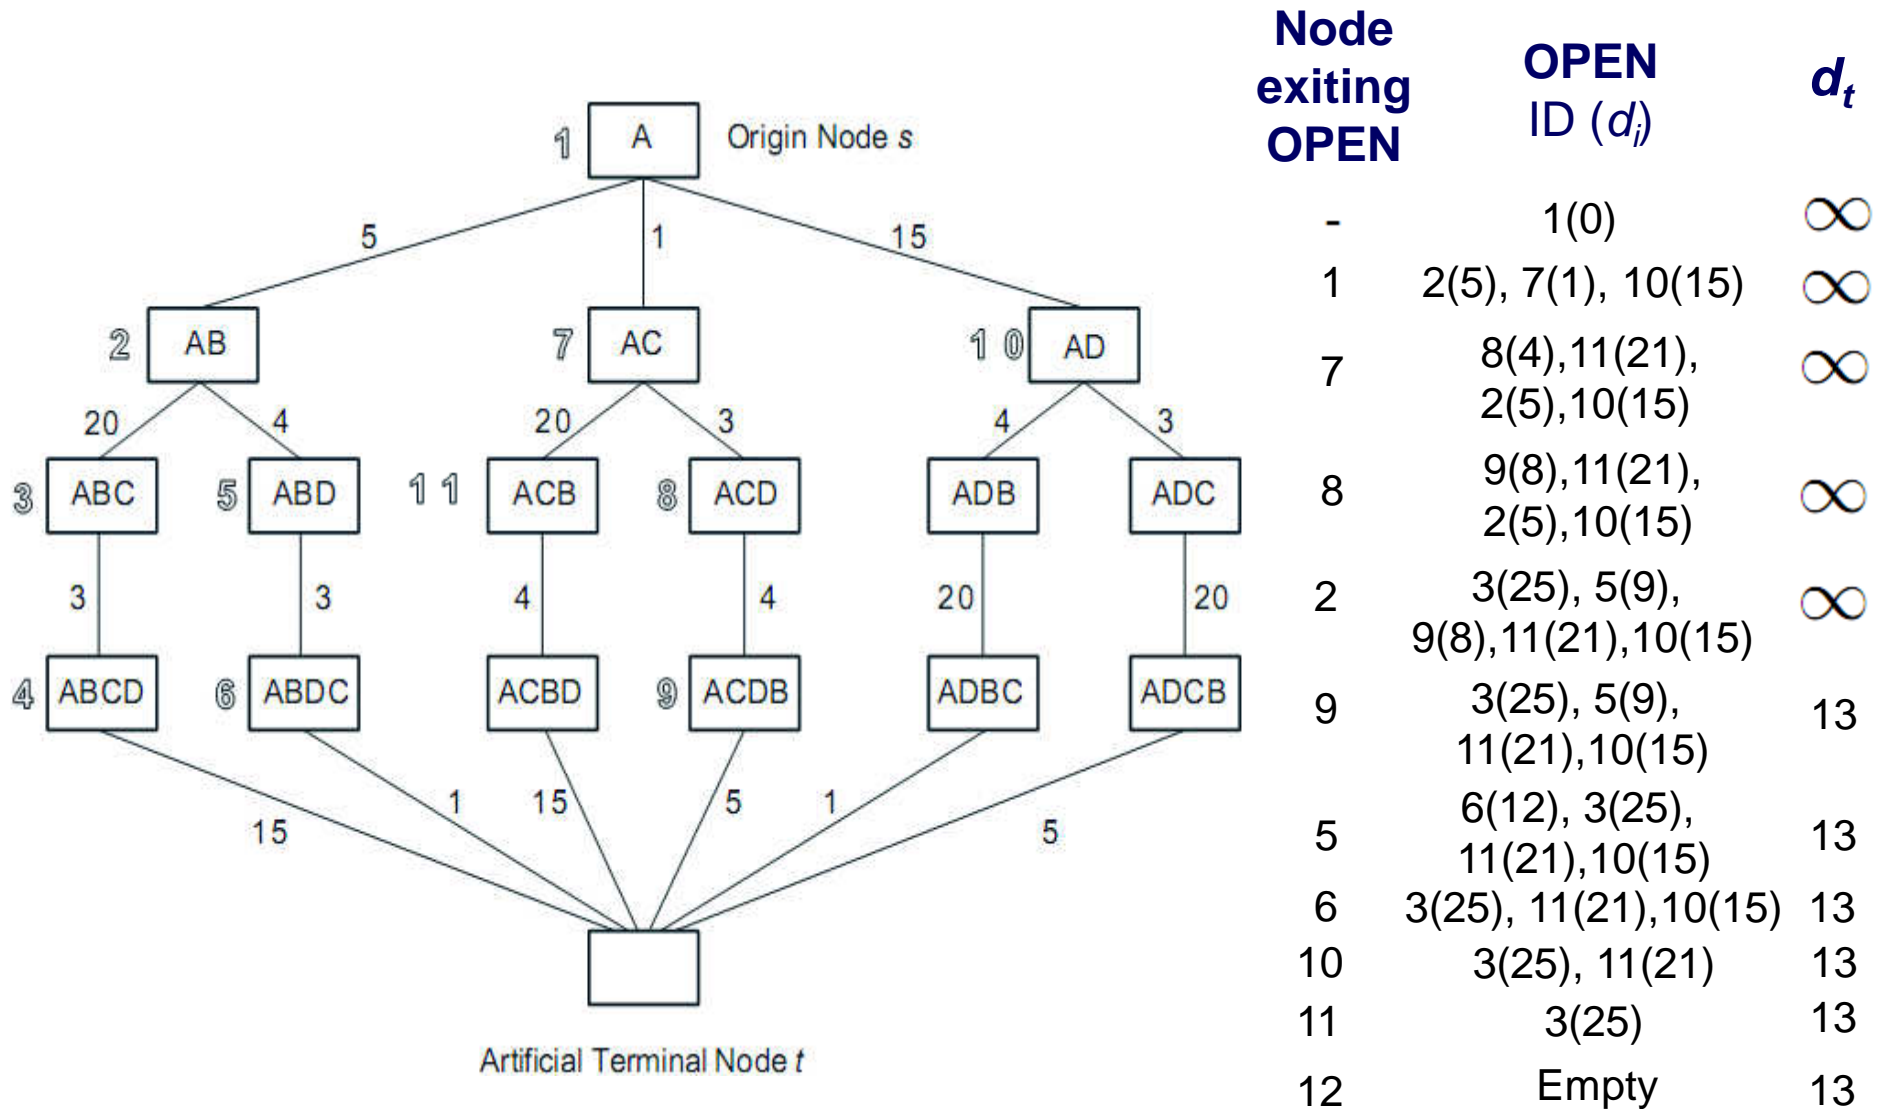 1
A
Origin Node s
5
1
15
2
AB
7
AC
1 0
AD
20
4
20
3
4
3
3
ABC
5
ABD
1 1
ACB
8
ACD
ADB
ADC
3
3
4
4
20
20
4
ABCD
6
ABDC
ACBD
9
ACDB
ADBC
ADCB
15
1
15
5
1
5
Artificial Terminal Node t
Node
exiting
OPEN
OPEN
ID (dj)
dt
-
1(0)
∞
1
2(5), 7(1), 10(15)
∞
7
8(4),11(21),
2(5),10(15)
∞
8
9(8),11(21),
2(5),10(15)
∞
2
3(25), 5(9),
9(8),11(21),10(15)
∞
9
3(25), 5(9),
11(21),10(15)
13
5
6(12), 3(25),
11(21),10(15)
13
6
3(25), 11(21),10(15)
13
10
3(25), 11(21)
13
11
3(25)
13
12
Empty
13